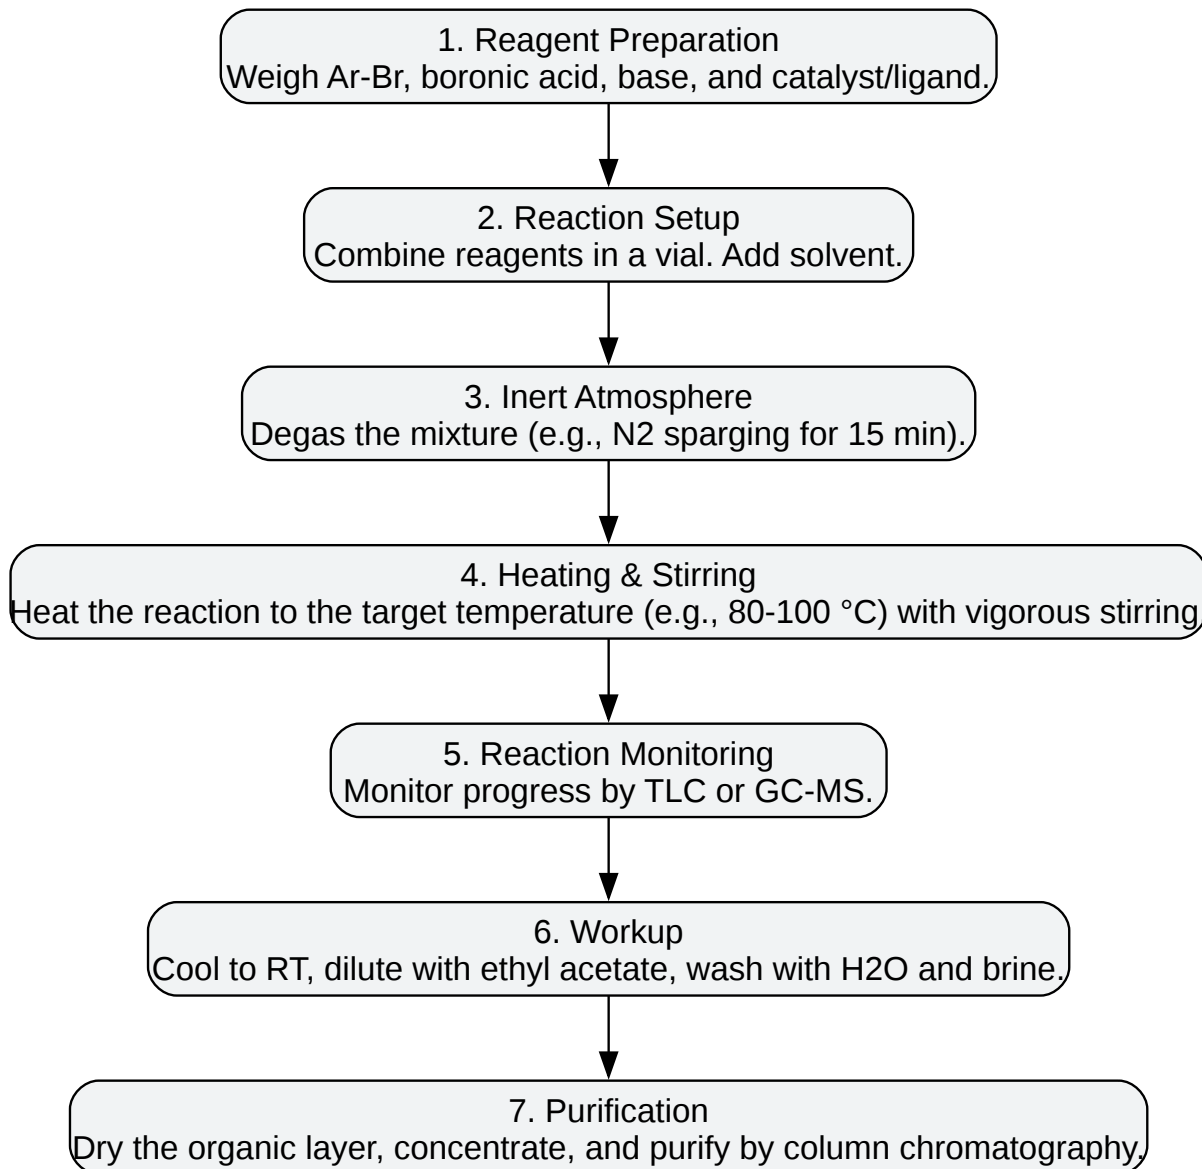 1. Reagent Preparation
Weigh Ar-Br, boronic acid, base, and catalyst/ligand.
2. Reaction Setup
Combine reagents in a vial. Add solvent.
3. Inert Atmosphere
Degas the mixture (e.g., N2 sparging for 15 min).
4. Heating & Stirring
Heat the reaction to the target temperature (e.g., 80-100 °C) with vigorous stirring.
5. Reaction Monitoring
Monitor progress by TLC or GC-MS.
6. Workup
Cool to RT, dilute with ethyl acetate, wash with H2O and brine.
7. Purification
Dry the organic layer, concentrate, and purify by column chromatography.